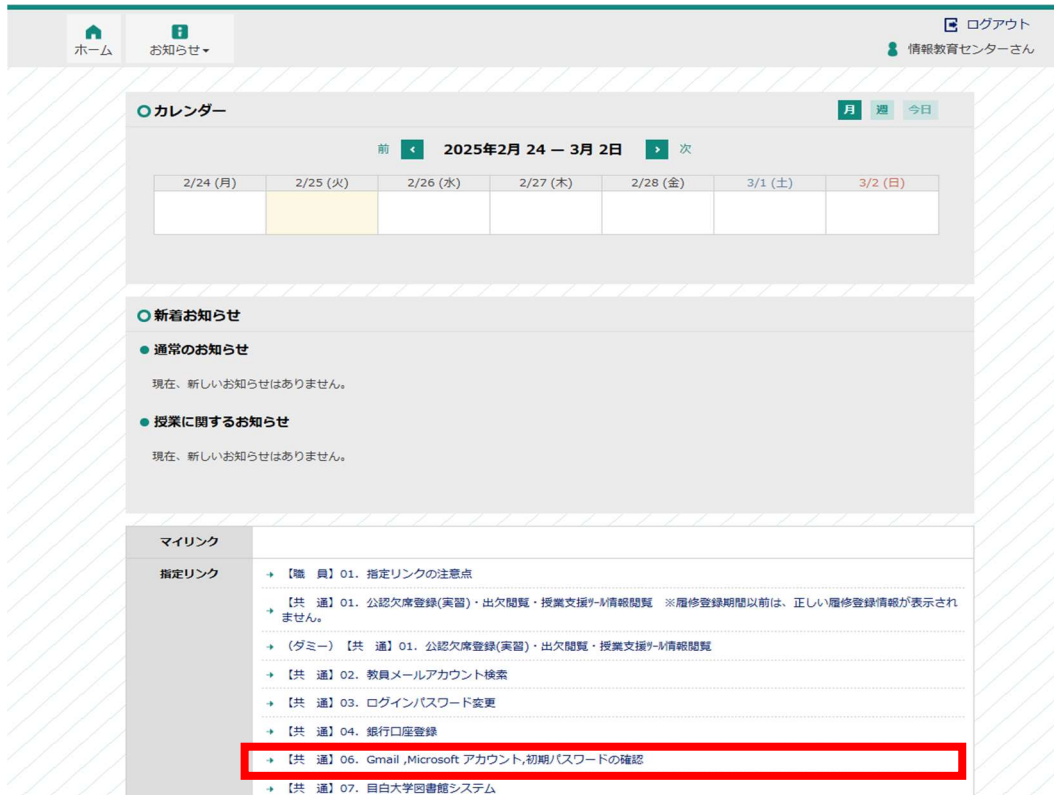 ログアウト
ホーム
お知らせ
情報教育センターさん
カレンダー
月 週 今日
前 2025年2月 24 — 3月 2日 次
2/24 (月) 2/25 (火) 2/26 (水) 2/27 (木) 2/28 (金) 3/1 (土) 3/2 (日)
新着お知らせ
通常のお知らせ
現在、新しいお知らせはありません。
授業に関するお知らせ
現在、新しいお知らせはありません。
マイリンク
指定リンク
【職　員】01. 指定リンクの注意点
【共　通】01. 公認欠席登録(実習)・出欠閲覧・授業支援ﾂｰﾙ情報閲覧　※履修登録期間以前は、正しい履修登録情報が表示され
ません。
（ダミー）【共　通】01. 公認欠席登録(実習)・出欠閲覧・授業支援ﾂｰﾙ情報閲覧
【共　通】02. 教員メールアカウント検索
【共　通】03. ログインパスワード変更
【共　通】04. 銀行口座登録
【共　通】06. Gmail ,Microsoft アカウント,初期パスワードの確認
【共　通】07. 目白大学図書館システム